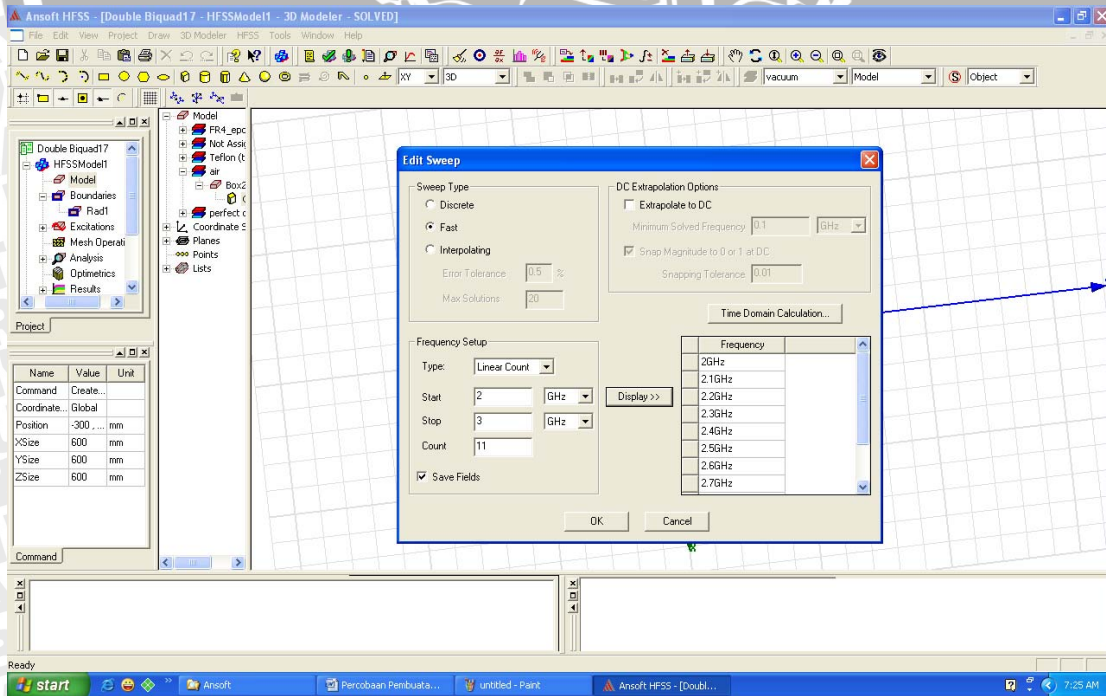 Ansoft HFSS - [Double Biquad17 - HFSSModel1 - 3D Modeler - SOLVED]
File Edit View Project Draw 3D Modeler HFSS Tools Window Help
XY 3D vacuum Model Object
Double Biquad17
HFSSModel1
Model
Boundaries
Rad1
Excitations
Mesh Operati
Analysis
Optimetrics
Results
Project
Name Value Unit
Command Create...
Coordinate... Global
Position -300 , ... mm
XSize 600 mm
YSize 600 mm
ZSize 600 mm
Command
Model
FR4_epc
Not Assig
Teflon (t
air
Box2
perfect c
Coordinate S
Planes
Points
Lists
Edit Sweep
Sweep Type
Discrete
Fast
Interpolating
Error Tolerance 0.5 %
Max Solutions 20
DC Extrapolation Options
Extrapolate to DC
Minimum Solved Frequency 0.1 GHz
Snap Magnitude to 0 or 1 at DC
Snapping Tolerance 0.01
Time Domain Calculation...
Frequency Setup
Type: Linear Count
Start 2 GHz
Stop 3 GHz
Count 11
Save Fields
Display >>
Frequency
2GHz
2.1GHz
2.2GHz
2.3GHz
2.4GHz
2.5GHz
2.6GHz
2.7GHz
OK Cancel
Ready
start Ansoft Percobaan Pembuata... untitled - Paint Ansoft HFSS - [Doubl... 7:25 AM